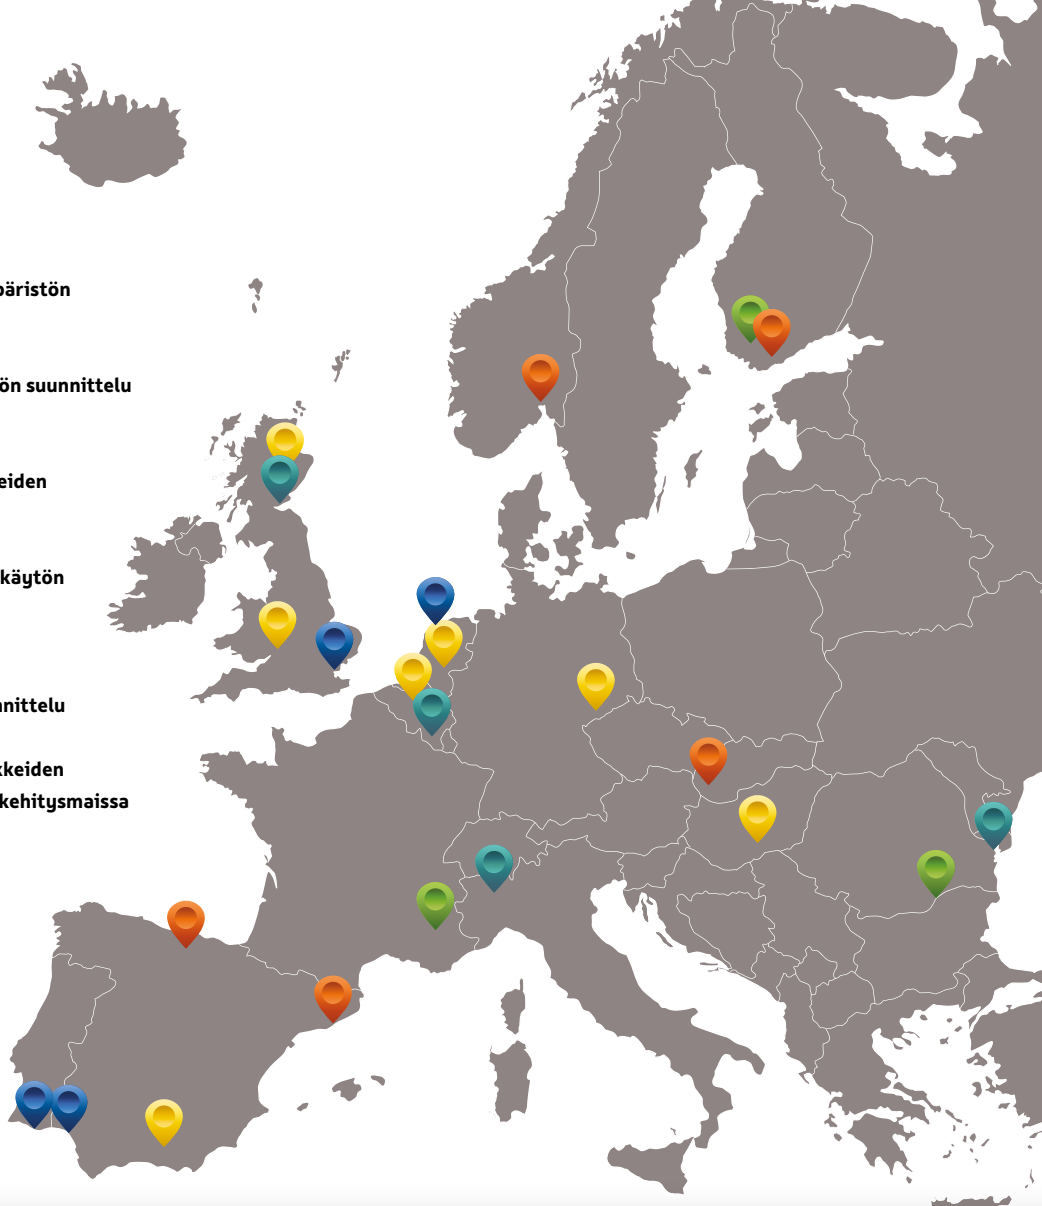 päristön
ön suunnittelu
eiden
käytön
nnittelu
kkeiden
kehitysmaissa